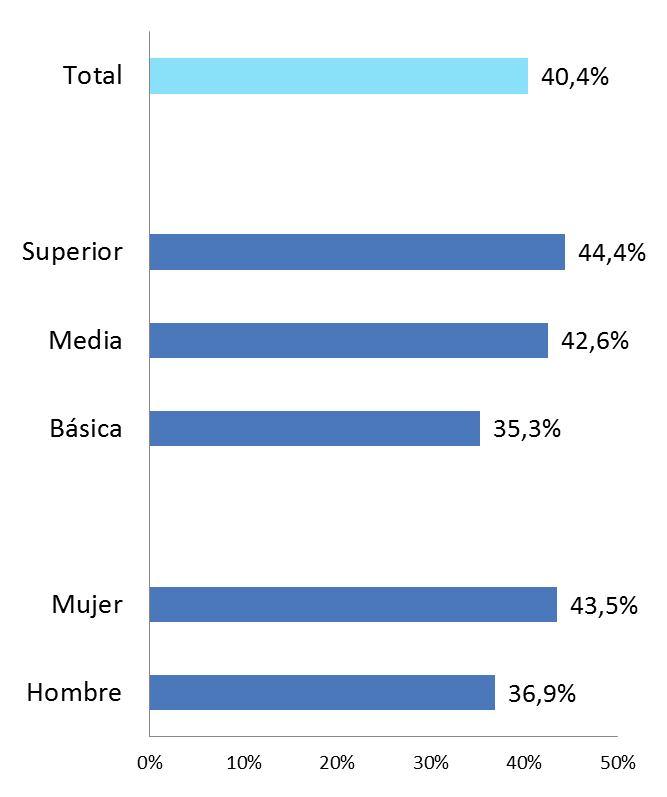 Total 40,4%
Superior 44,4%
Media 42,6%
Básica 35,3%
Mujer 43,5%
Hombre 36,9%
0% 10% 20% 30% 40% 50%